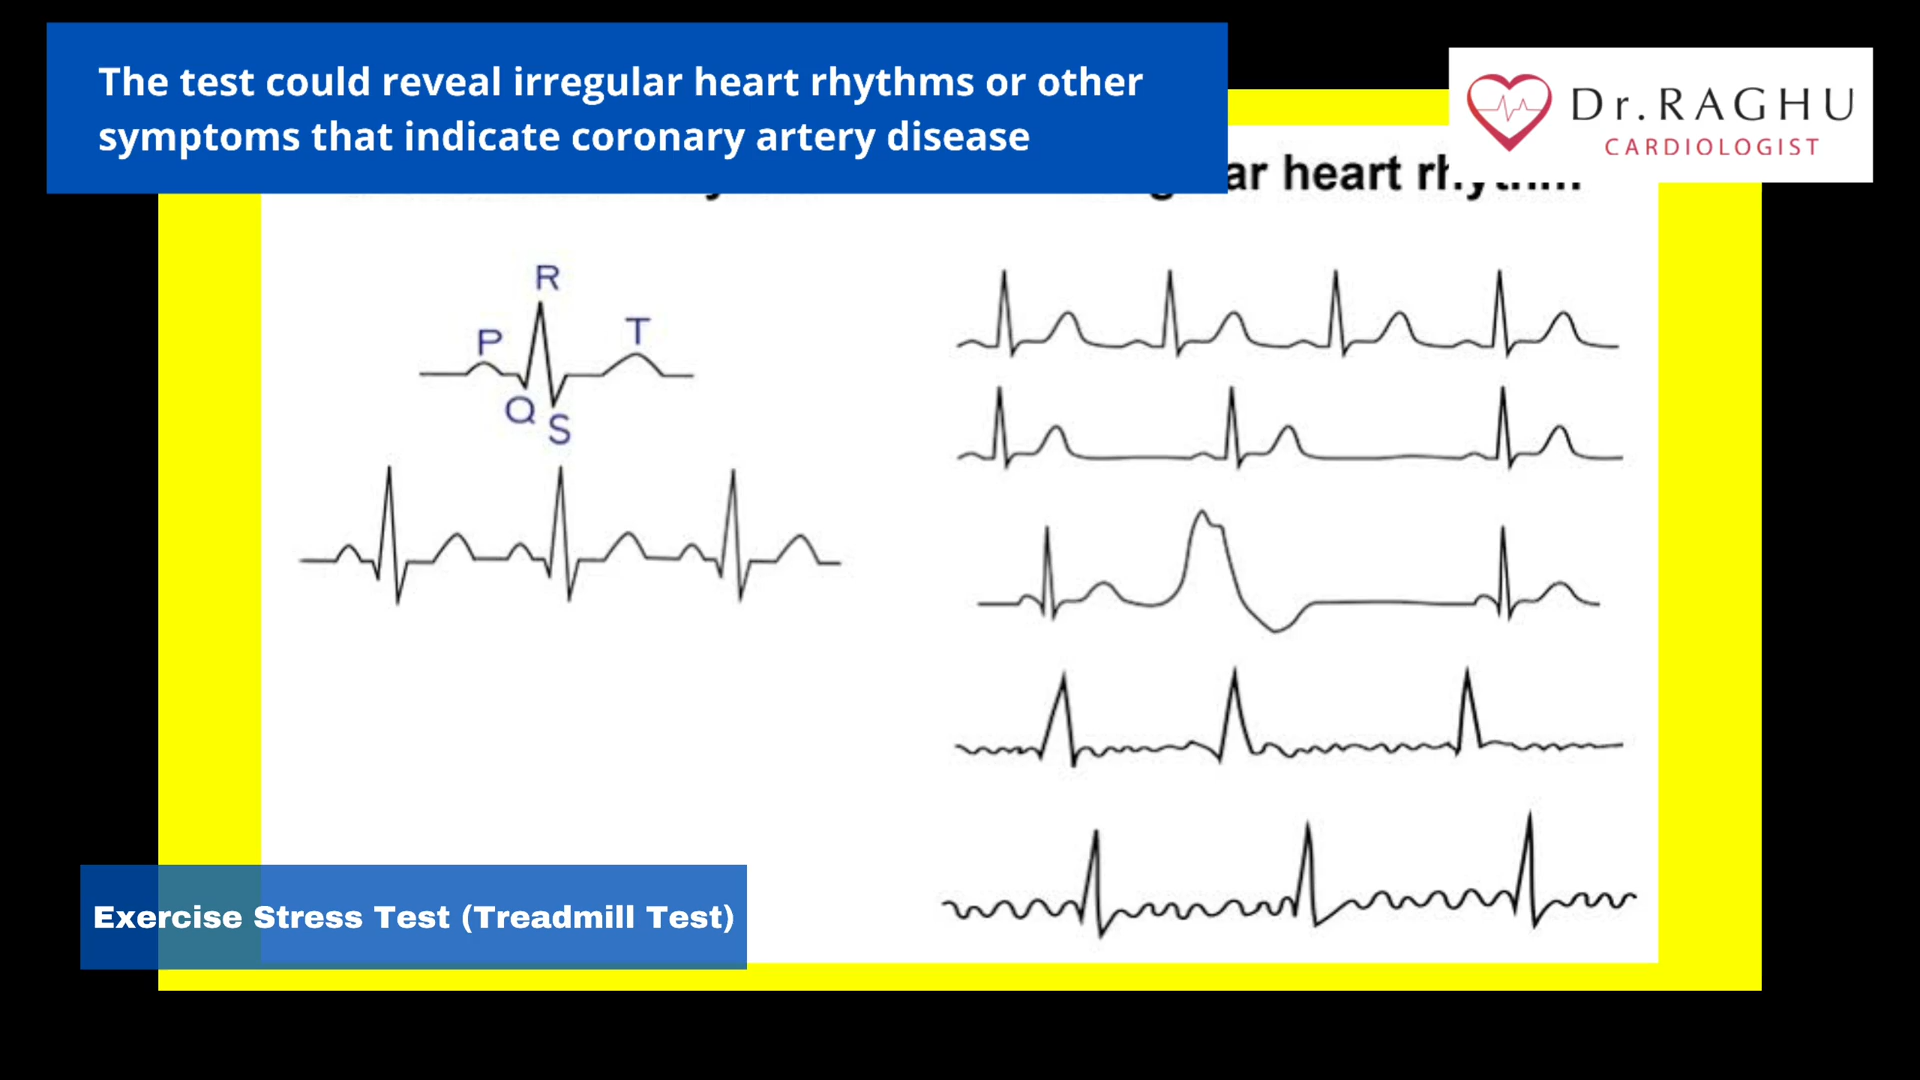 The test could reveal irregular heart rhythms or other
symptoms that indicate coronary artery disease
Dr.RAGHU
CARDIOLOGIST
heart
R
P
T
Q
S
Exercise Stress Test (Treadmill Test)